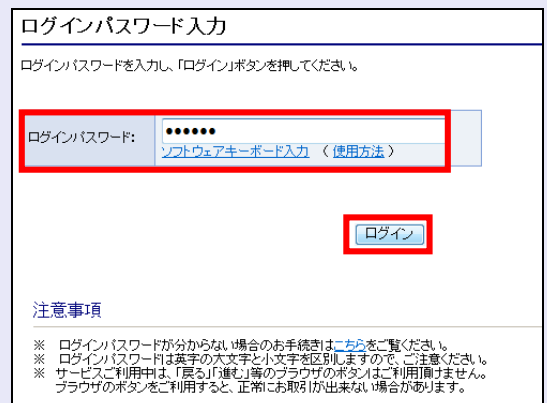 ログインパスワード入力
ログインパスワードを入力し、「ログイン」ボタンを押してください。
ログインパスワード: ●●●●●●
ソフトウェアキーボード入力 （使用方法）
ログイン
注意事項
※ ログインパスワードが分からない場合のお手続きはこちらをご覧ください。
※ ログインパスワードは英字の大文字と小文字を区別しますので、ご注意ください。
※ サービスご利用中は、「戻る」「進む」等のブラウザのボタンはご利用頂けません。
ブラウザのボタンをご利用すると、正常にお取引が出来ない場合があります。